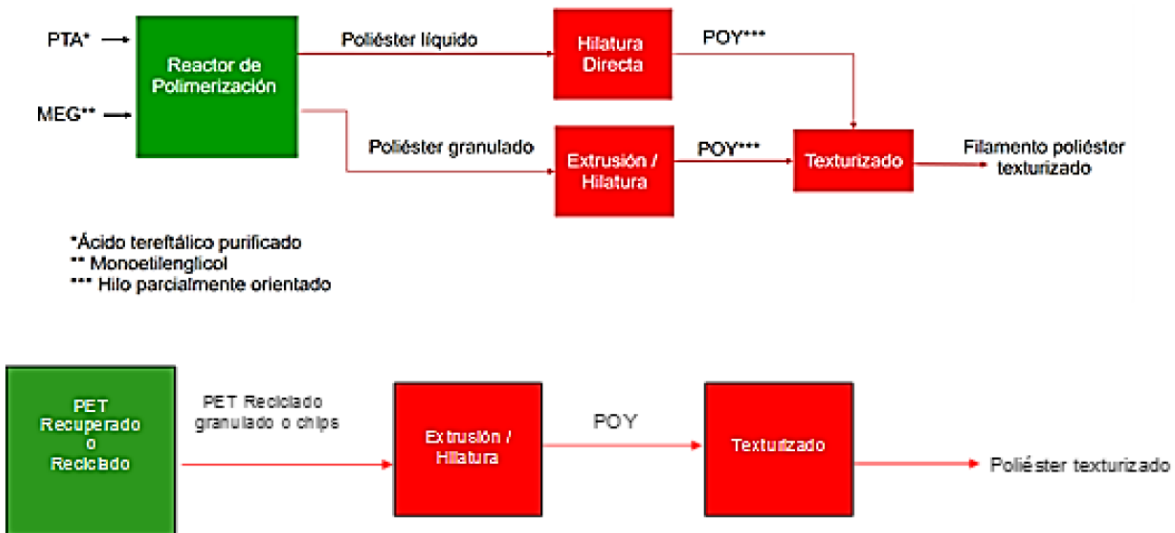 PTA*
MEG**
Reactor de
Polimerización
Poliéster líquido
Poliéster granulado
Hilatura
Directa
Extrusión /
Hilatura
POY***
POY***
Texturizado
Filamento poliéster
texturizado
*Ácido tereftálico purificado
** Monoetilenglicol
*** Hilo parcialmente orientado
PET
Recuperado
o
Reciclado
PET Reciclado
granulado o chips
Extrusión /
Hilatura
POY
Texturizado
Poliéster texturizado